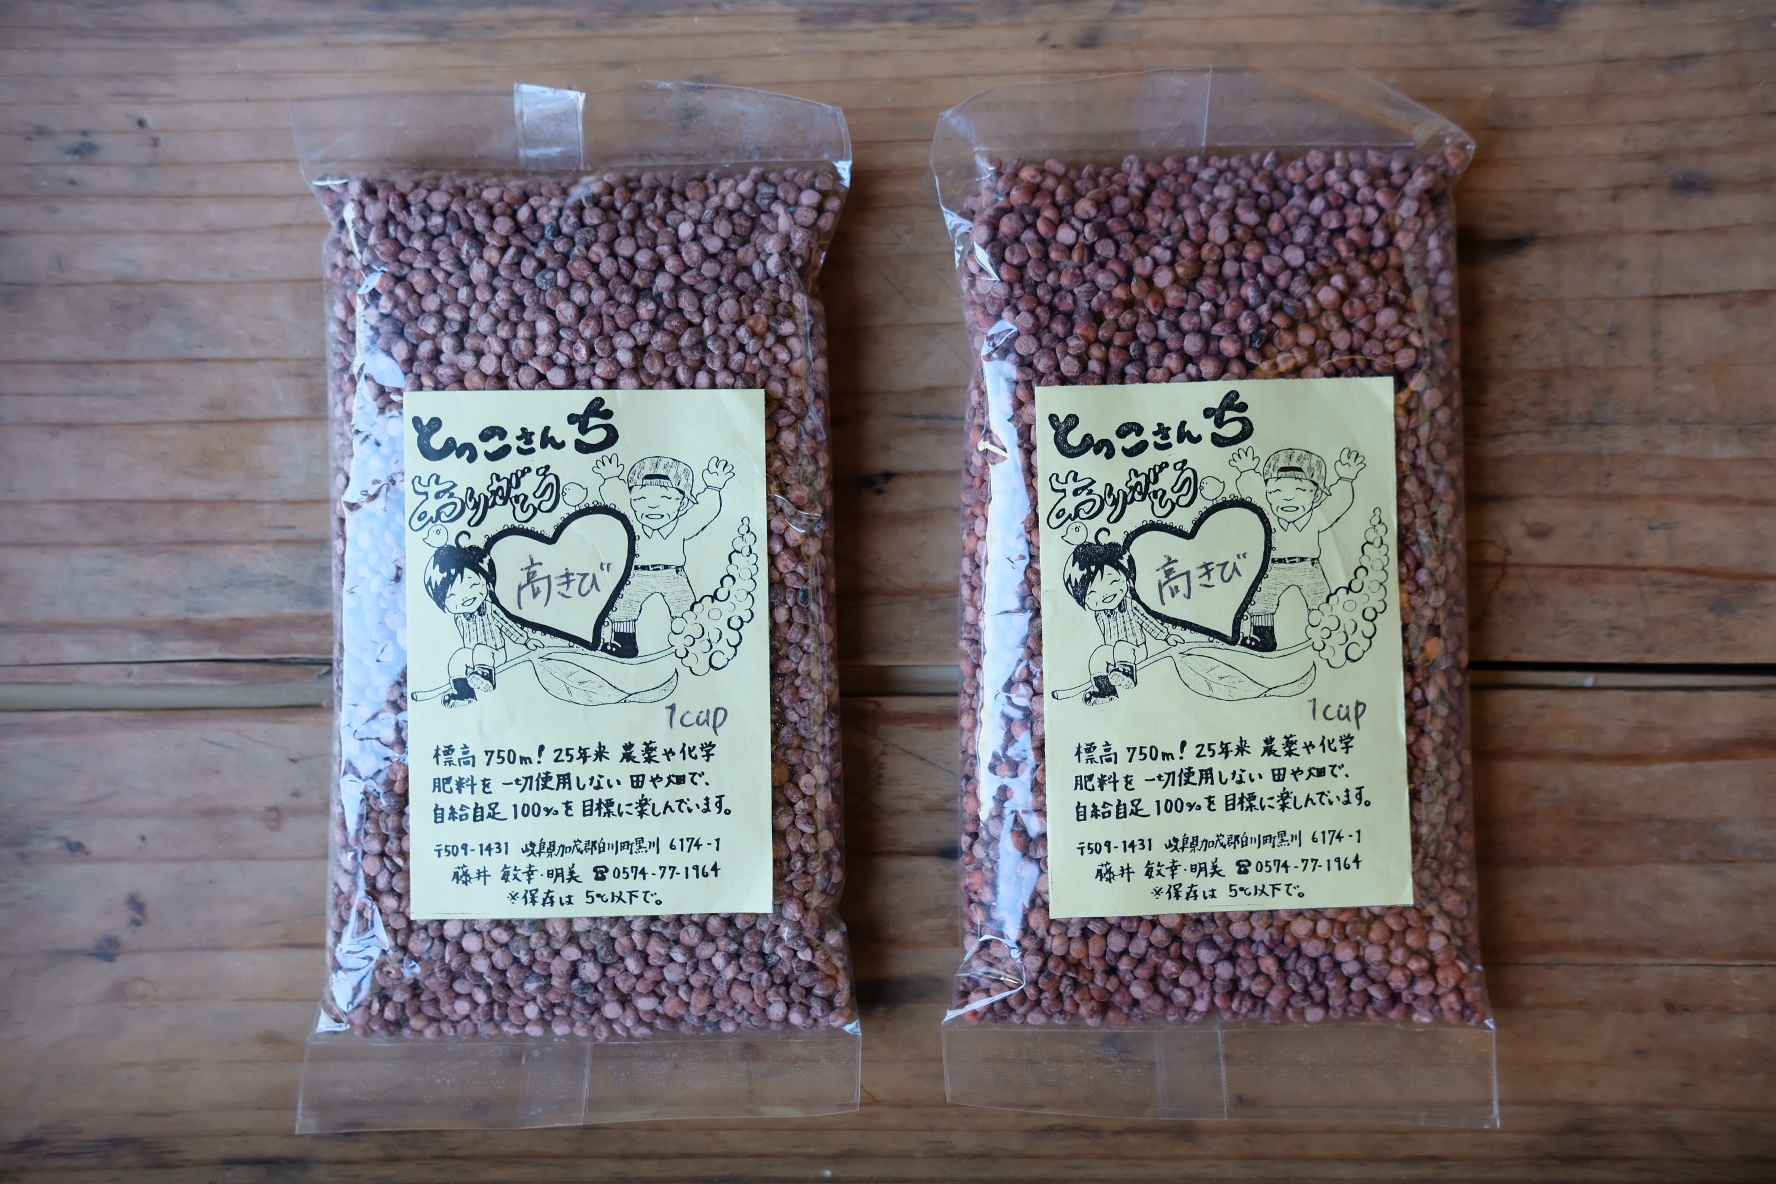 とっこさんち
ありがとう
高きび
1cup
標高750m！25年来 農薬や化学
肥料を一切使用しない田や畑で、
自給自足100%を目標に楽しんでいます。
〒509-1431 岐阜県加茂郡白川町黒川 6174-1
藤井 敏幸・明美 ☎0574-77-1964
※保存は5℃以下で。
とっこさんち
ありがとう
高きび
1cup
標高750m！25年来 農薬や化学
肥料を一切使用しない田や畑で、
自給自足100%を目標に楽しんでいます。
〒509-1431 岐阜県加茂郡白川町黒川 6174-1
藤井 敏幸・明美 ☎0574-77-1964
※保存は5℃以下で。